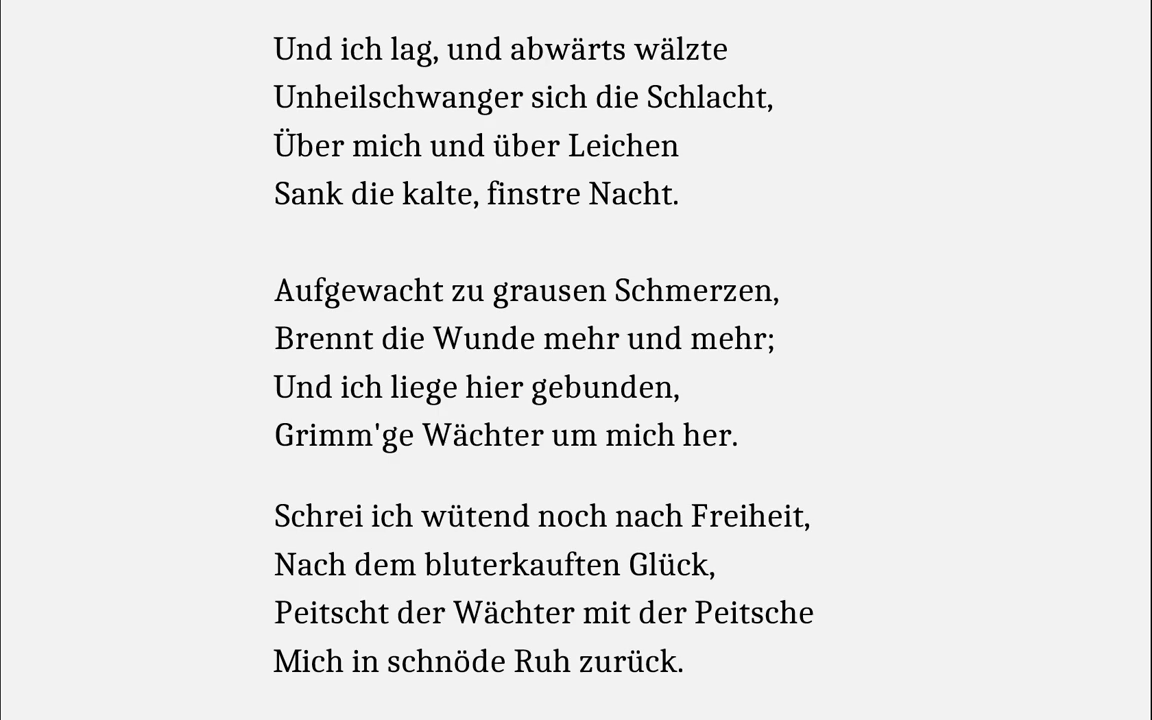 Und ich lag, und abwärts wälzte
Unheilschwanger sich die Schlacht,
Über mich und über Leichen
Sank die kalte, finstre Nacht.
Aufgewacht zu grausen Schmerzen,
Brennt die Wunde mehr und mehr;
Und ich liege hier gebunden,
Grimm'ge Wächter um mich her.
Schrei ich wütend noch nach Freiheit,
Nach dem bluterkauften Glück,
Peitscht der Wächter mit der Peitsche
Mich in schnöde Ruh zurück.